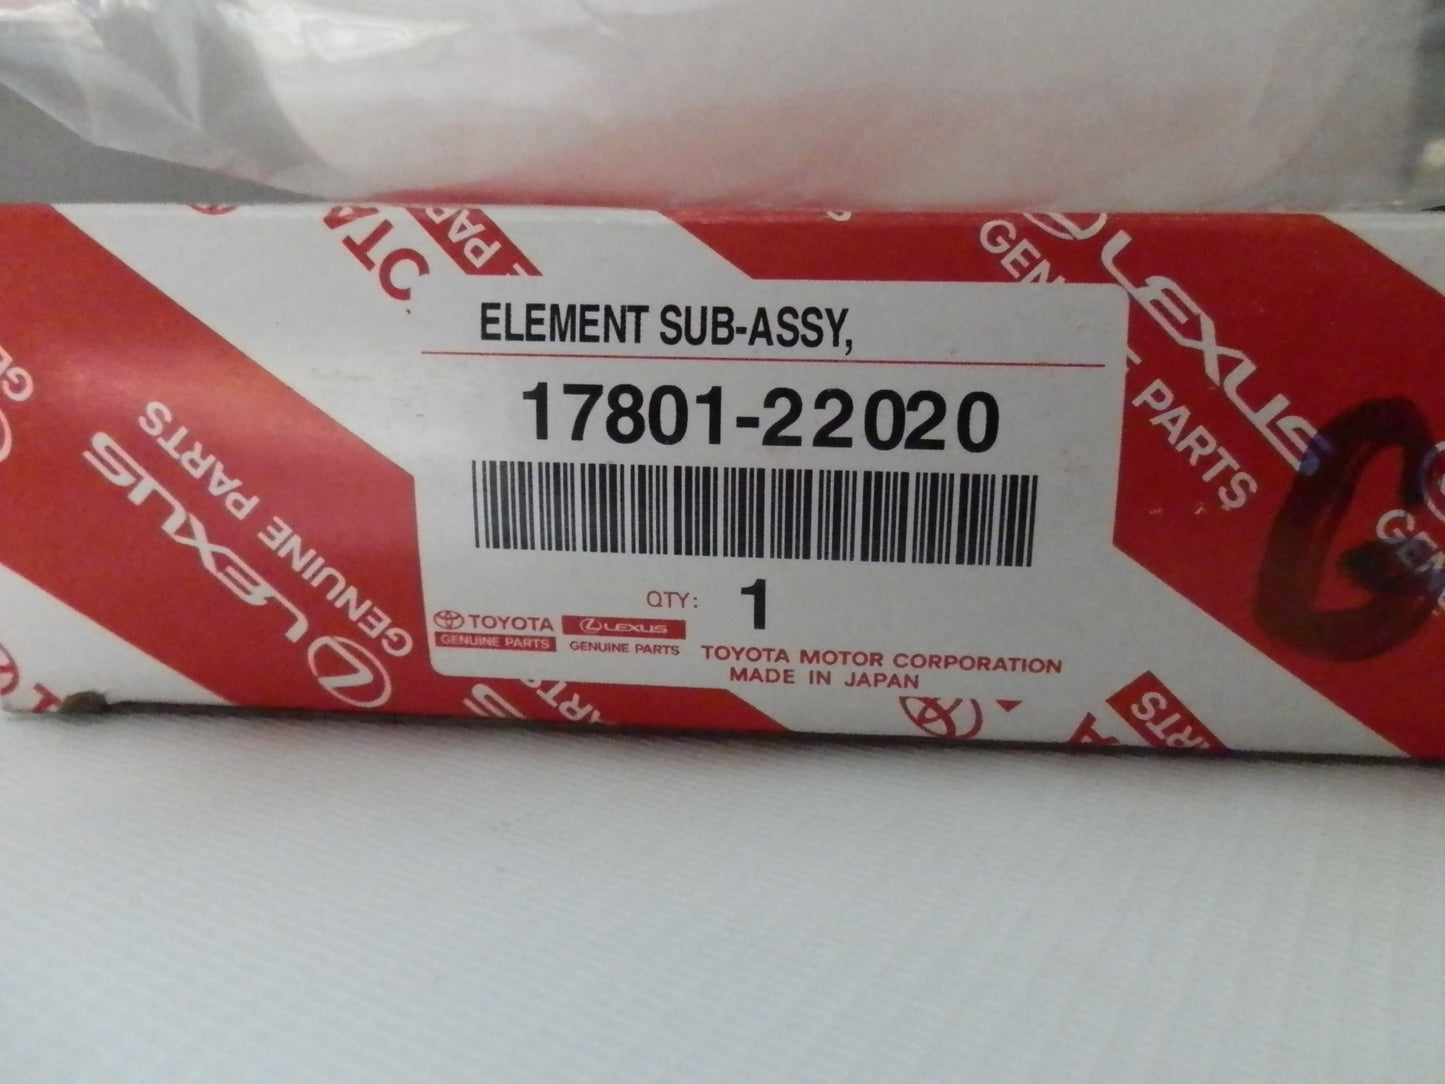 ELEMENT SUB-ASSY,
17801-22020
QTY: 1
TOYOTA
GENUINE PARTS
LEXUS
GENUINE PARTS
TOYOTA MOTOR CORPORATION
MADE IN JAPAN
LEXUS
GENUINE PARTS
LEXUS
PARTS